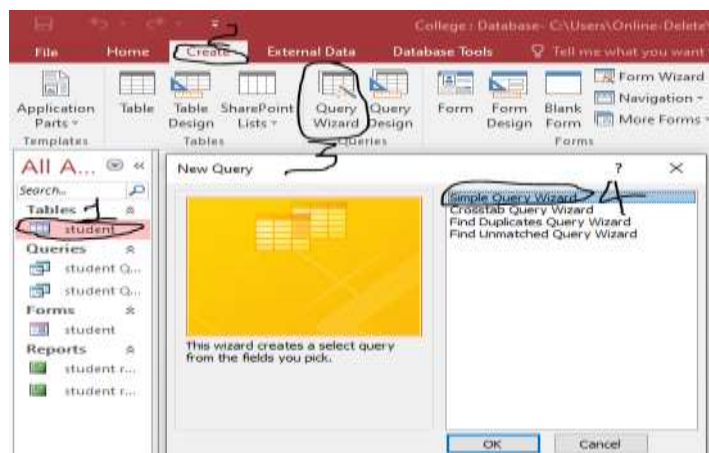 College : Database- C:\Users\Online-Delete\
File Home Create External Data Database Tools Tell me what you want
Application Parts Table Table Design SharePoint Lists Query Wizard Query Design Form Form Design Blank Form Form Wizard Navigation More Forms
Templates Tables Queries Forms
All A...
Search...
Tables 1
student
Queries
student Q...
student Q...
Forms
student
Reports
student r...
student r...
2
3
New Query ? ×
Simple Query Wizard 4
Crosstab Query Wizard
Find Duplicates Query Wizard
Find Unmatched Query Wizard
This wizard creates a select query
from the fields you pick.
OK Cancel